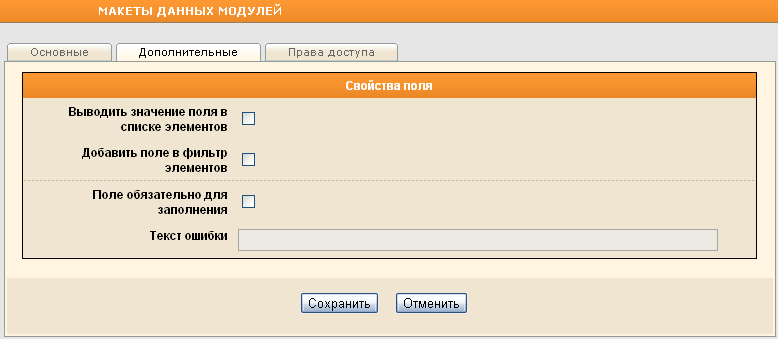 МАКЕТЫ ДАННЫХ МОДУЛЕЙ
Основные
Дополнительные
Права доступа
Свойства поля
Выводить значение поля в
списке элементов
Добавить поле в фильтр
элементов
Поле обязательно для
заполнения
Текст ошибки
Сохранить
Отменить